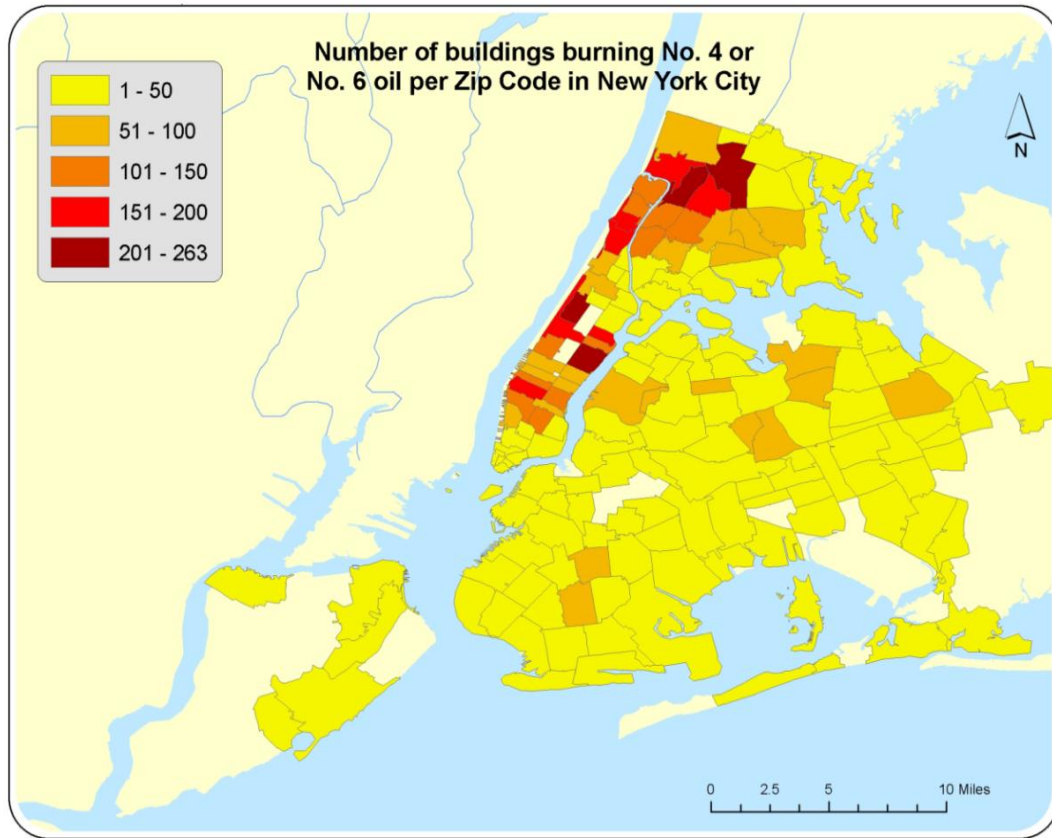 Number of buildings burning No. 4 or
No. 6 oil per Zip Code in New York City
1 - 50
51 - 100
101 - 150
151 - 200
201 - 263
N
0 2.5 5 10 Miles